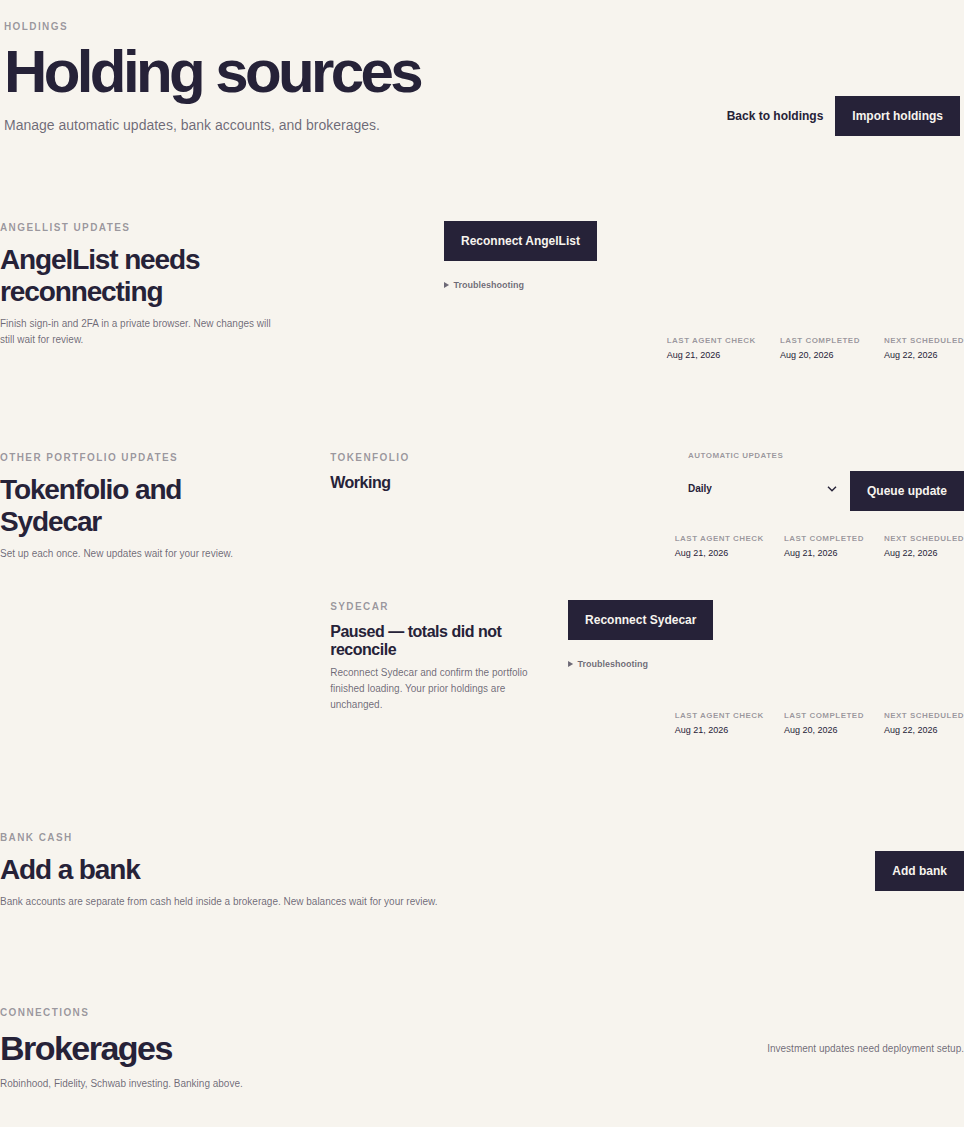 HOLDINGS
Holding sources
Manage automatic updates, bank accounts, and brokerages.
Back to holdings
Import holdings
ANGELLIST UPDATES
AngelList needs
reconnecting
Finish sign-in and 2FA in a private browser. New changes will
still wait for review.
Reconnect AngelList
Troubleshooting
LAST AGENT CHECK
Aug 21, 2026
LAST COMPLETED
Aug 20, 2026
NEXT SCHEDULED
Aug 22, 2026
OTHER PORTFOLIO UPDATES
Tokenfolio and
Sydecar
Set up each once. New updates wait for your review.
TOKENFOLIO
Working
AUTOMATIC UPDATES
Daily
Queue update
LAST AGENT CHECK
Aug 21, 2026
LAST COMPLETED
Aug 21, 2026
NEXT SCHEDULED
Aug 22, 2026
SYDECAR
Paused — totals did not
reconcile
Reconnect Sydecar and confirm the portfolio
finished loading. Your prior holdings are
unchanged.
Reconnect Sydecar
Troubleshooting
LAST AGENT CHECK
Aug 21, 2026
LAST COMPLETED
Aug 20, 2026
NEXT SCHEDULED
Aug 22, 2026
BANK CASH
Add a bank
Bank accounts are separate from cash held inside a brokerage. New balances wait for your review.
Add bank
CONNECTIONS
Brokerages
Robinhood, Fidelity, Schwab investing. Banking above.
Investment updates need deployment setup.